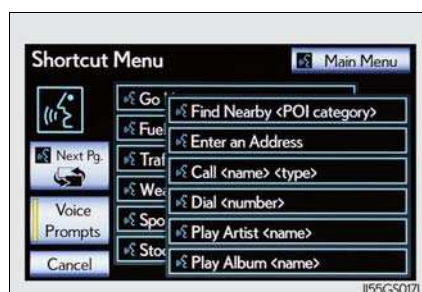 Shortcut Menu
Main Menu
Go
Find Nearby <POI category>
Fuel
Enter an Address
Next Pg.
Traf
Call <name> <type>
Wea
Dial <number>
Voice
Prompts
Spo
Play Artist <name>
Cancel
Stoc
Play Album <name>